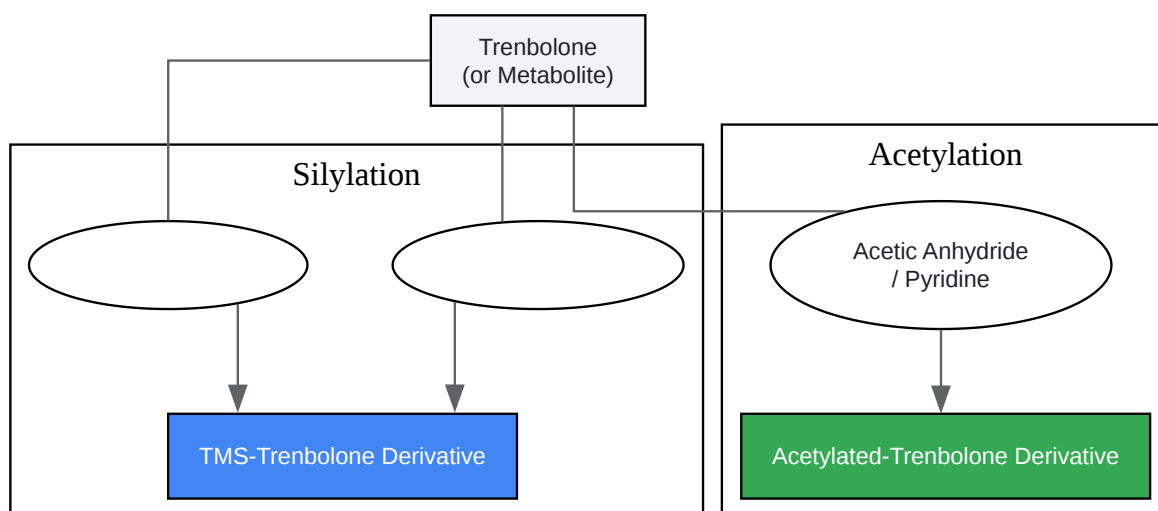 Trenbolone
(or Metabolite)
Silylation
Acetylation
Acetic Anhydride
/ Pyridine
TMS-Trenbolone Derivative
Acetylated-Trenbolone Derivative